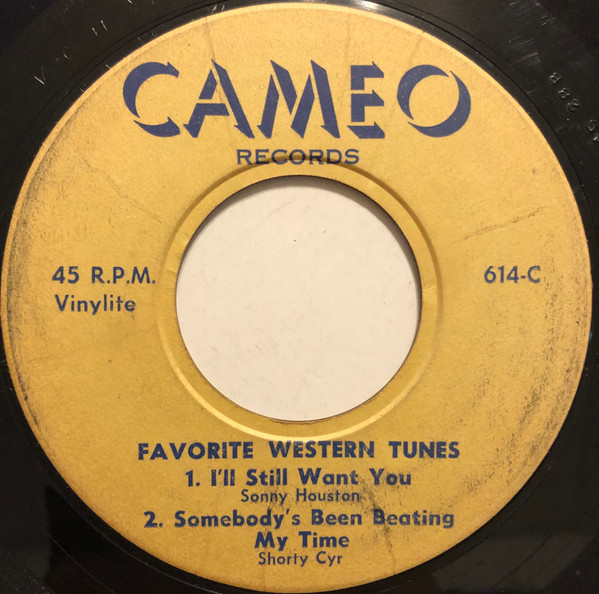 CAMEO
RECORDS
45 R.P.M.
Vinylite
614-C
FAVORITE WESTERN TUNES
1. I'll Still Want You
Sonny Houston
2. Somebody's Been Beating
My Time
Shorty Cyr